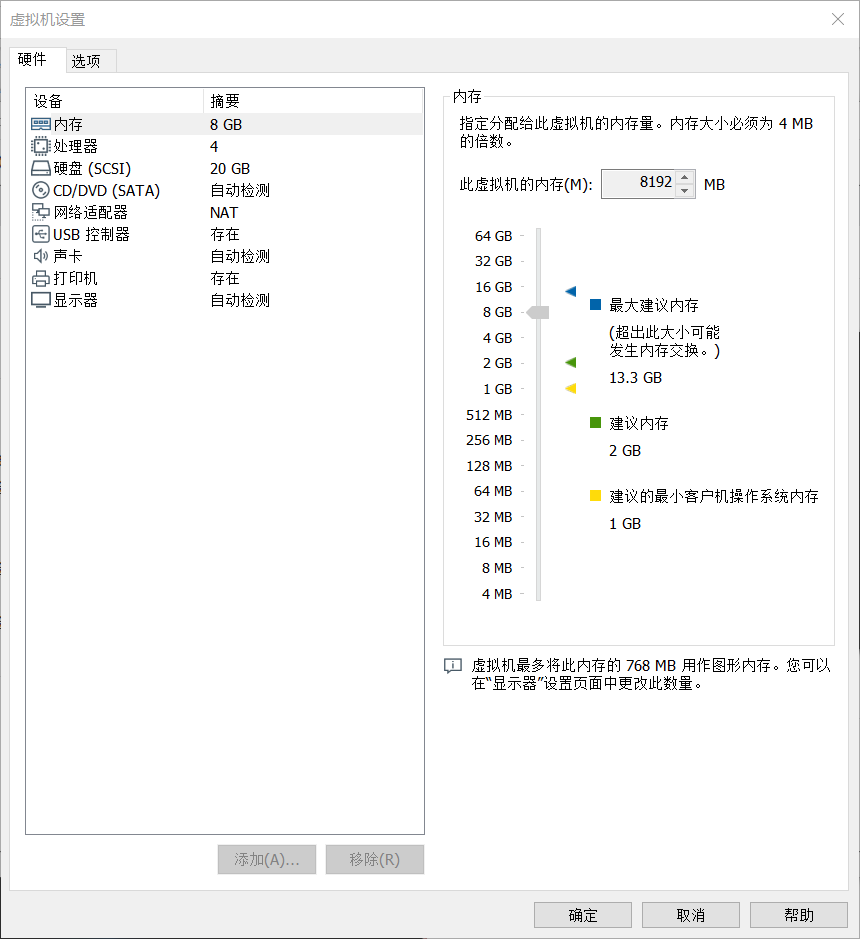 虚拟机设置
硬件
选项
设备 摘要
内存 8 GB
处理器 4
硬盘 (SCSI) 20 GB
CD/DVD (SATA) 自动检测
网络适配器 NAT
USB 控制器 存在
声卡 自动检测
打印机 存在
显示器 自动检测
添加(A)...
移除(R)
内存
指定分配给此虚拟机的内存量。内存大小必须为 4 MB
的倍数。
此虚拟机的内存(M): 8192 MB
64 GB
32 GB
16 GB
8 GB
4 GB
2 GB
1 GB
512 MB
256 MB
128 MB
64 MB
32 MB
16 MB
8 MB
4 MB
最大建议内存
(超出此大小可能
发生内存交换。)
13.3 GB
建议内存
2 GB
建议的最小客户机操作系统内存
1 GB
虚拟机最多将此内存的 768 MB 用作图形内存。您可以
在“显示器”设置页面中更改此数量。
确定
取消
帮助